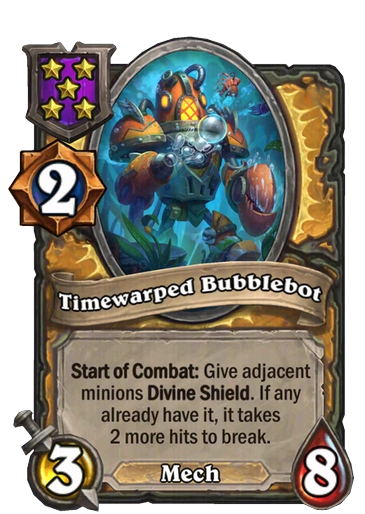 2
Timewarped Bubblebot
Start of Combat: Give adjacent
minions Divine Shield. If any
already have it, it takes
2 more hits to break.
3
Mech
8